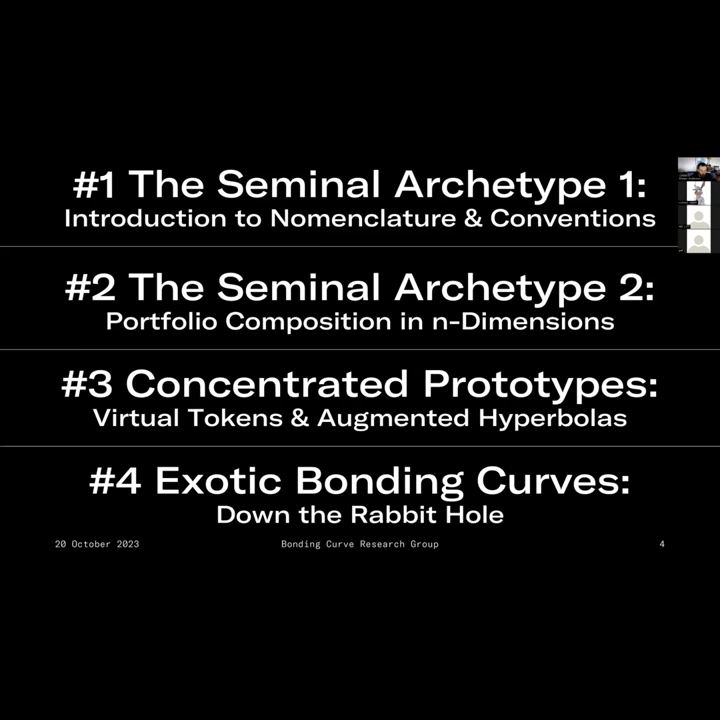 #1 The Seminal Archetype 1:
Introduction to Nomenclature & Conventions
#2 The Seminal Archetype 2:
Portfolio Composition in n-Dimensions
#3 Concentrated Prototypes:
Virtual Tokens & Augmented Hyperbolas
#4 Exotic Bonding Curves:
Down the Rabbit Hole
20 October 2023
Bonding Curve Research Group
4